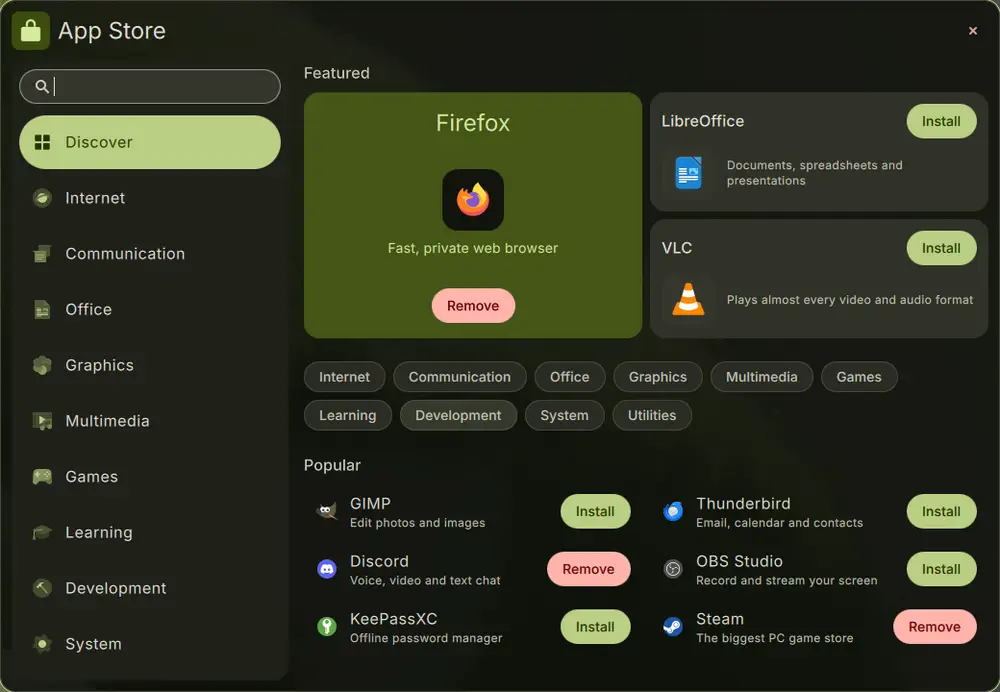 App Store
Discover
Internet
Communication
Office
Graphics
Multimedia
Games
Learning
Development
System
Featured
Firefox
Fast, private web browser
Remove
LibreOffice
Install
Documents, spreadsheets and
presentations
VLC
Install
Plays almost every video and audio format
Internet
Communication
Office
Graphics
Multimedia
Games
Learning
Development
System
Utilities
Popular
GIMP
Edit photos and images
Install
Thunderbird
Email, calendar and contacts
Install
Discord
Voice, video and text chat
Remove
OBS Studio
Record and stream your screen
Install
KeePassXC
Offline password manager
Install
Steam
The biggest PC game store
Remove